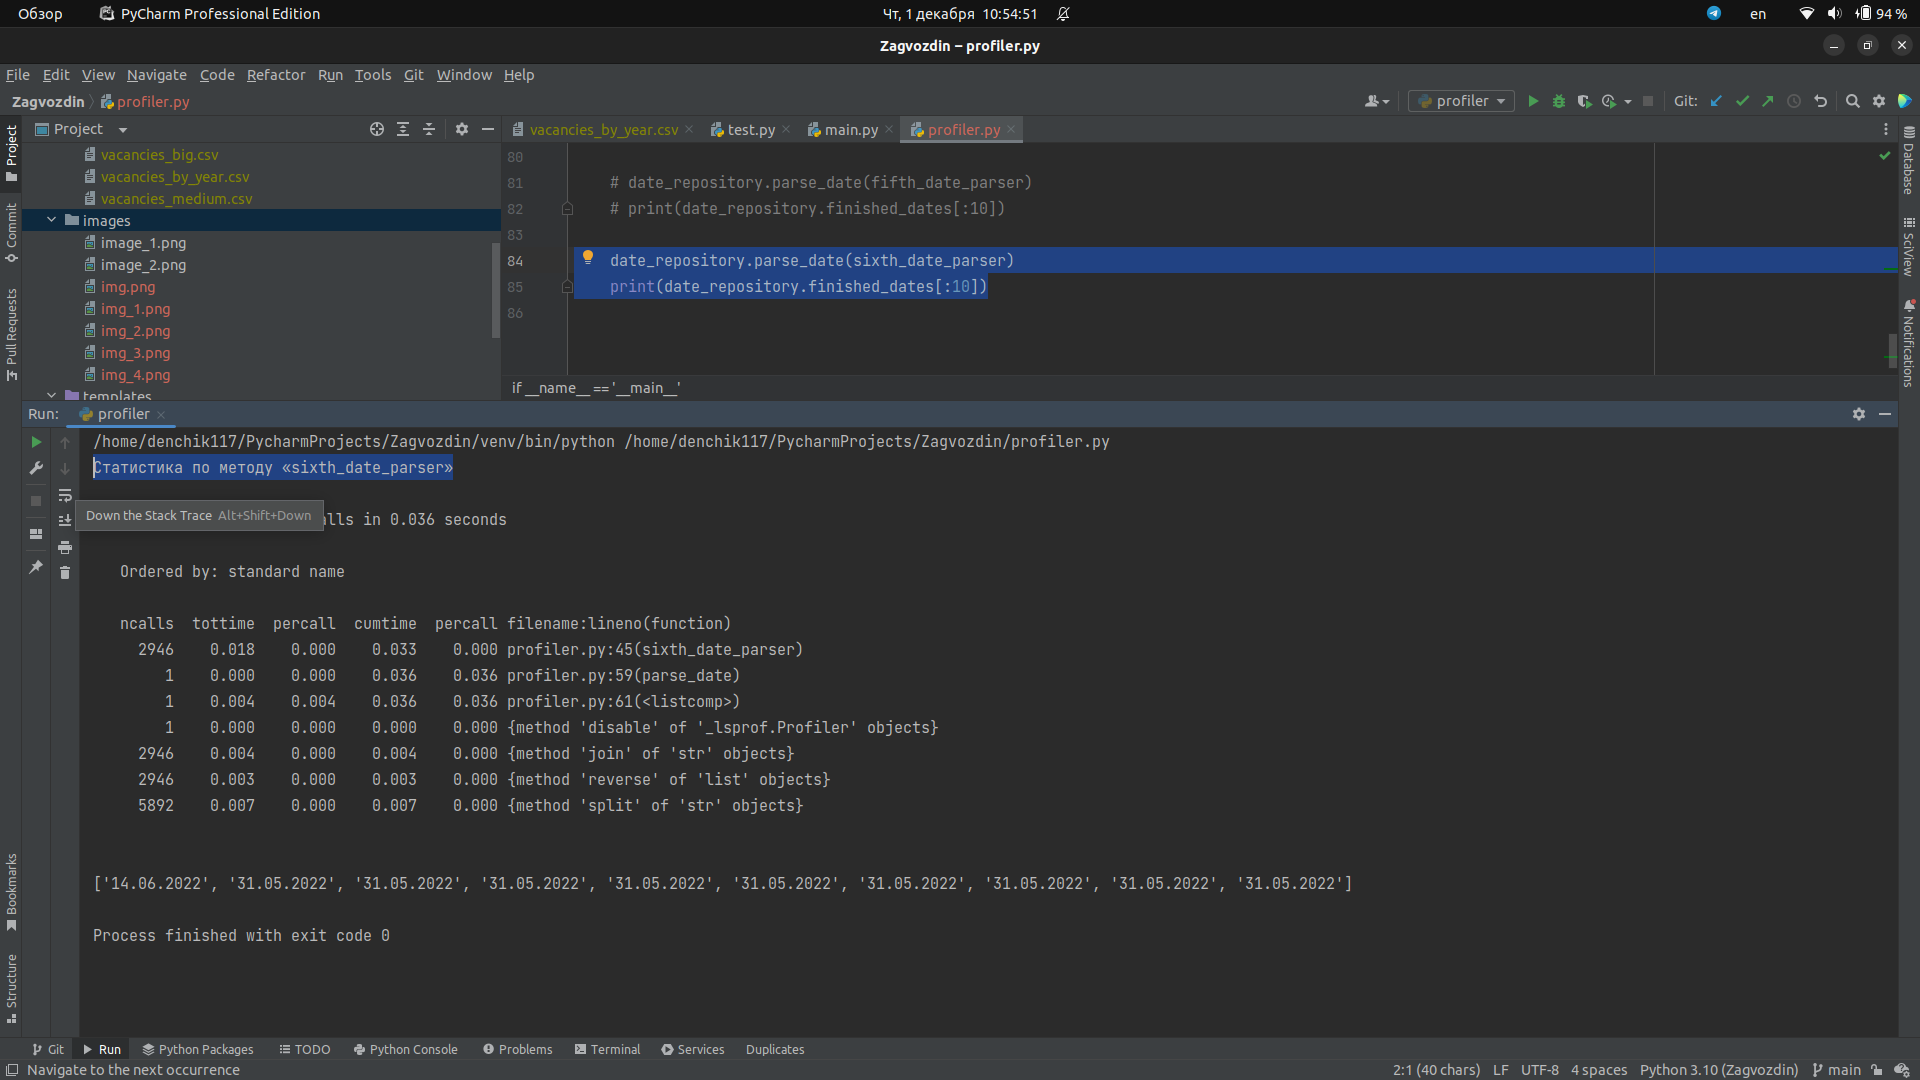 Обзор PyCharm Professional Edition Чт, 1 декабря 10:54:51 en 94 %
Zagvozdin – profiler.py
File Edit View Navigate Code Refactor Run Tools Git Window Help
Zagvozdin profiler.py profiler Git:
Project
vacancies_by_year.csv test.py main.py profiler.py
vacancies_big.csv
vacancies_by_year.csv
vacancies_medium.csv
images
image_1.png
image_2.png
img.png
img_1.png
img_2.png
img_3.png
img_4.png
templates
Project
Commit
Pull Requests
Bookmarks
Structure
80
81 # date_repository.parse_date(fifth_date_parser)
82 # print(date_repository.finished_dates[:10])
83
84 date_repository.parse_date(sixth_date_parser)
85 print(date_repository.finished_dates[:10])
86
if __name__ == '__main__'
Database
SciView
Notifications
Run: profiler
/home/denchik117/PycharmProjects/Zagvozdin/venv/bin/python /home/denchik117/PycharmProjects/Zagvozdin/profiler.py
Статистика по методу «sixth_date_parser»
Down the Stack Trace Alt+Shift+Down
alls in 0.036 seconds
Ordered by: standard name
ncalls tottime percall cumtime percall filename:lineno(function)
2946 0.018 0.000 0.033 0.000 profiler.py:45(sixth_date_parser)
1 0.000 0.000 0.036 0.036 profiler.py:59(parse_date)
1 0.004 0.004 0.036 0.036 profiler.py:61(<listcomp>)
1 0.000 0.000 0.000 0.000 {method 'disable' of '_lsprof.Profiler' objects}
2946 0.004 0.000 0.004 0.000 {method 'join' of 'str' objects}
2946 0.003 0.000 0.003 0.000 {method 'reverse' of 'list' objects}
5892 0.007 0.000 0.007 0.000 {method 'split' of 'str' objects}
['14.06.2022', '31.05.2022', '31.05.2022', '31.05.2022', '31.05.2022', '31.05.2022', '31.05.2022', '31.05.2022', '31.05.2022', '31.05.2022']
Process finished with exit code 0
Git Run Python Packages TODO Python Console Problems Terminal Services Duplicates
Navigate to the next occurrence 2:1 (40 chars) LF UTF-8 4 spaces Python 3.10 (Zagvozdin) main